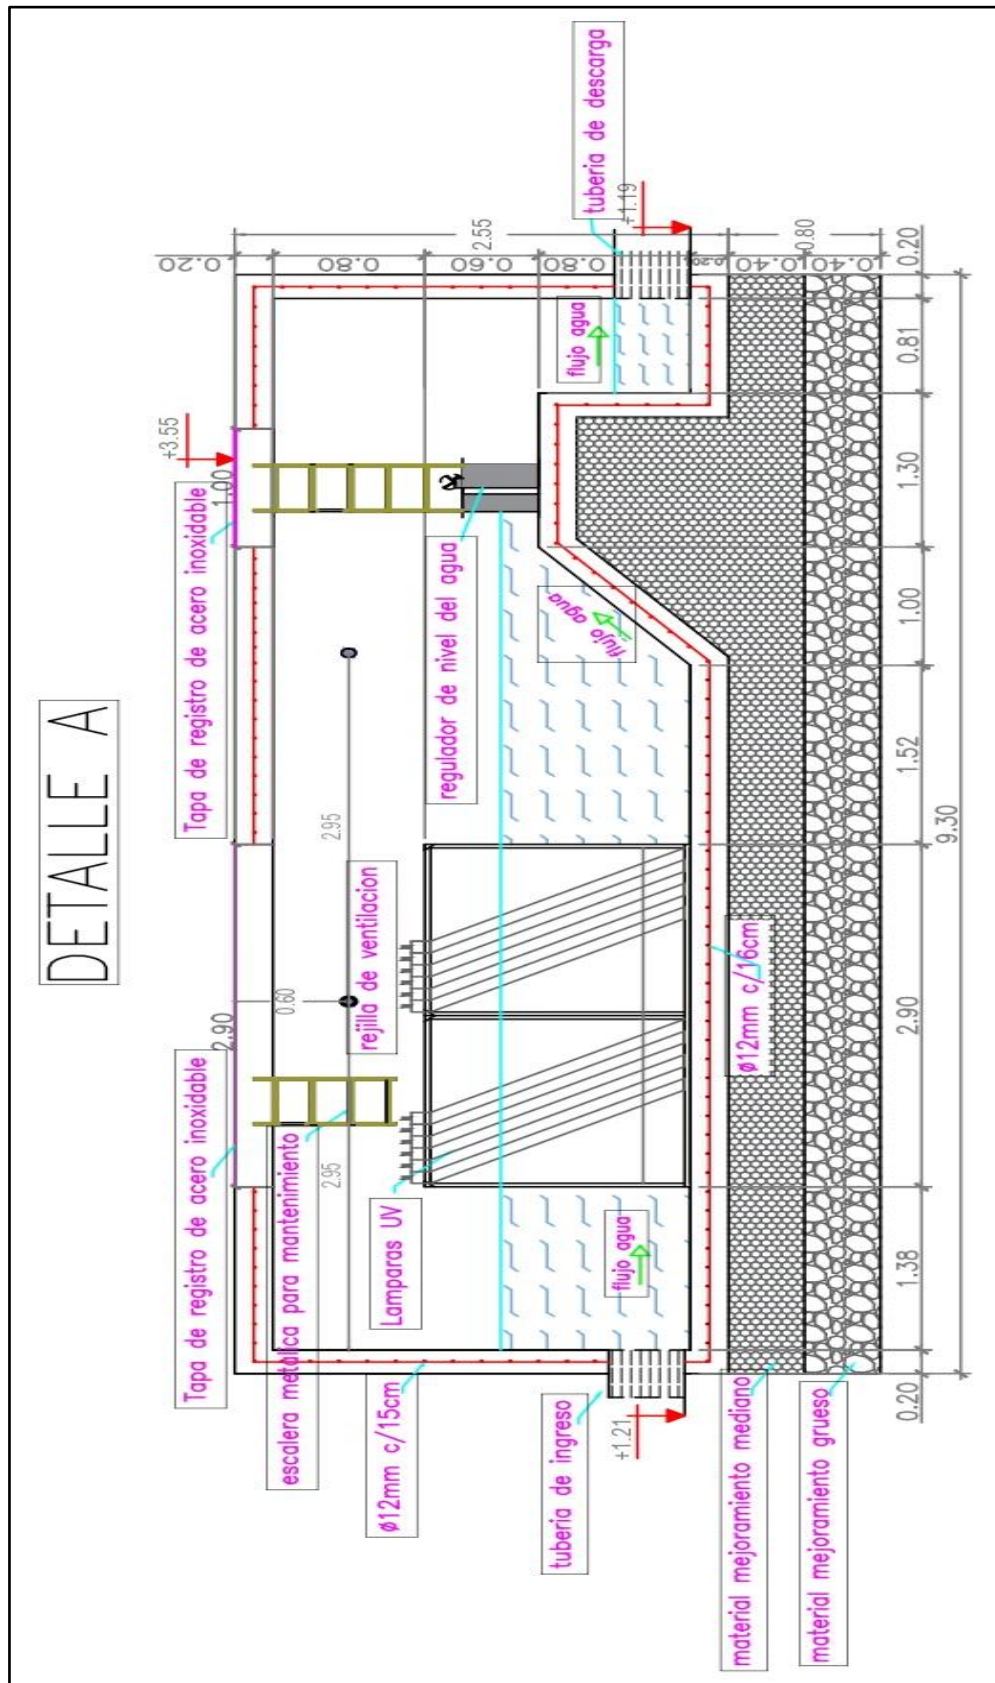 DETALLE A
Tapa de registro de acero inoxidable
Tapa de registro de acero inoxidable
+3.55
2.90
1.00
escalera metálica para mantenimiento
0.60
2.95
2.95
rejilla de ventilacion
Lamparas UV
regulador de nivel del agua
ø12mm c/15cm
flujo agua
flujo agua
flujo agua
tuberia de ingreso
+1.21
tuberia de descarga
+1.19
ø12mm c/16cm
0.20
0.80
0.60
0.80
0.20
0.40
0.40
2.55
0.80
material mejoramiento mediano
material mejoramiento grueso
0.20
1.38
2.90
1.52
1.00
1.30
0.81
0.20
9.30